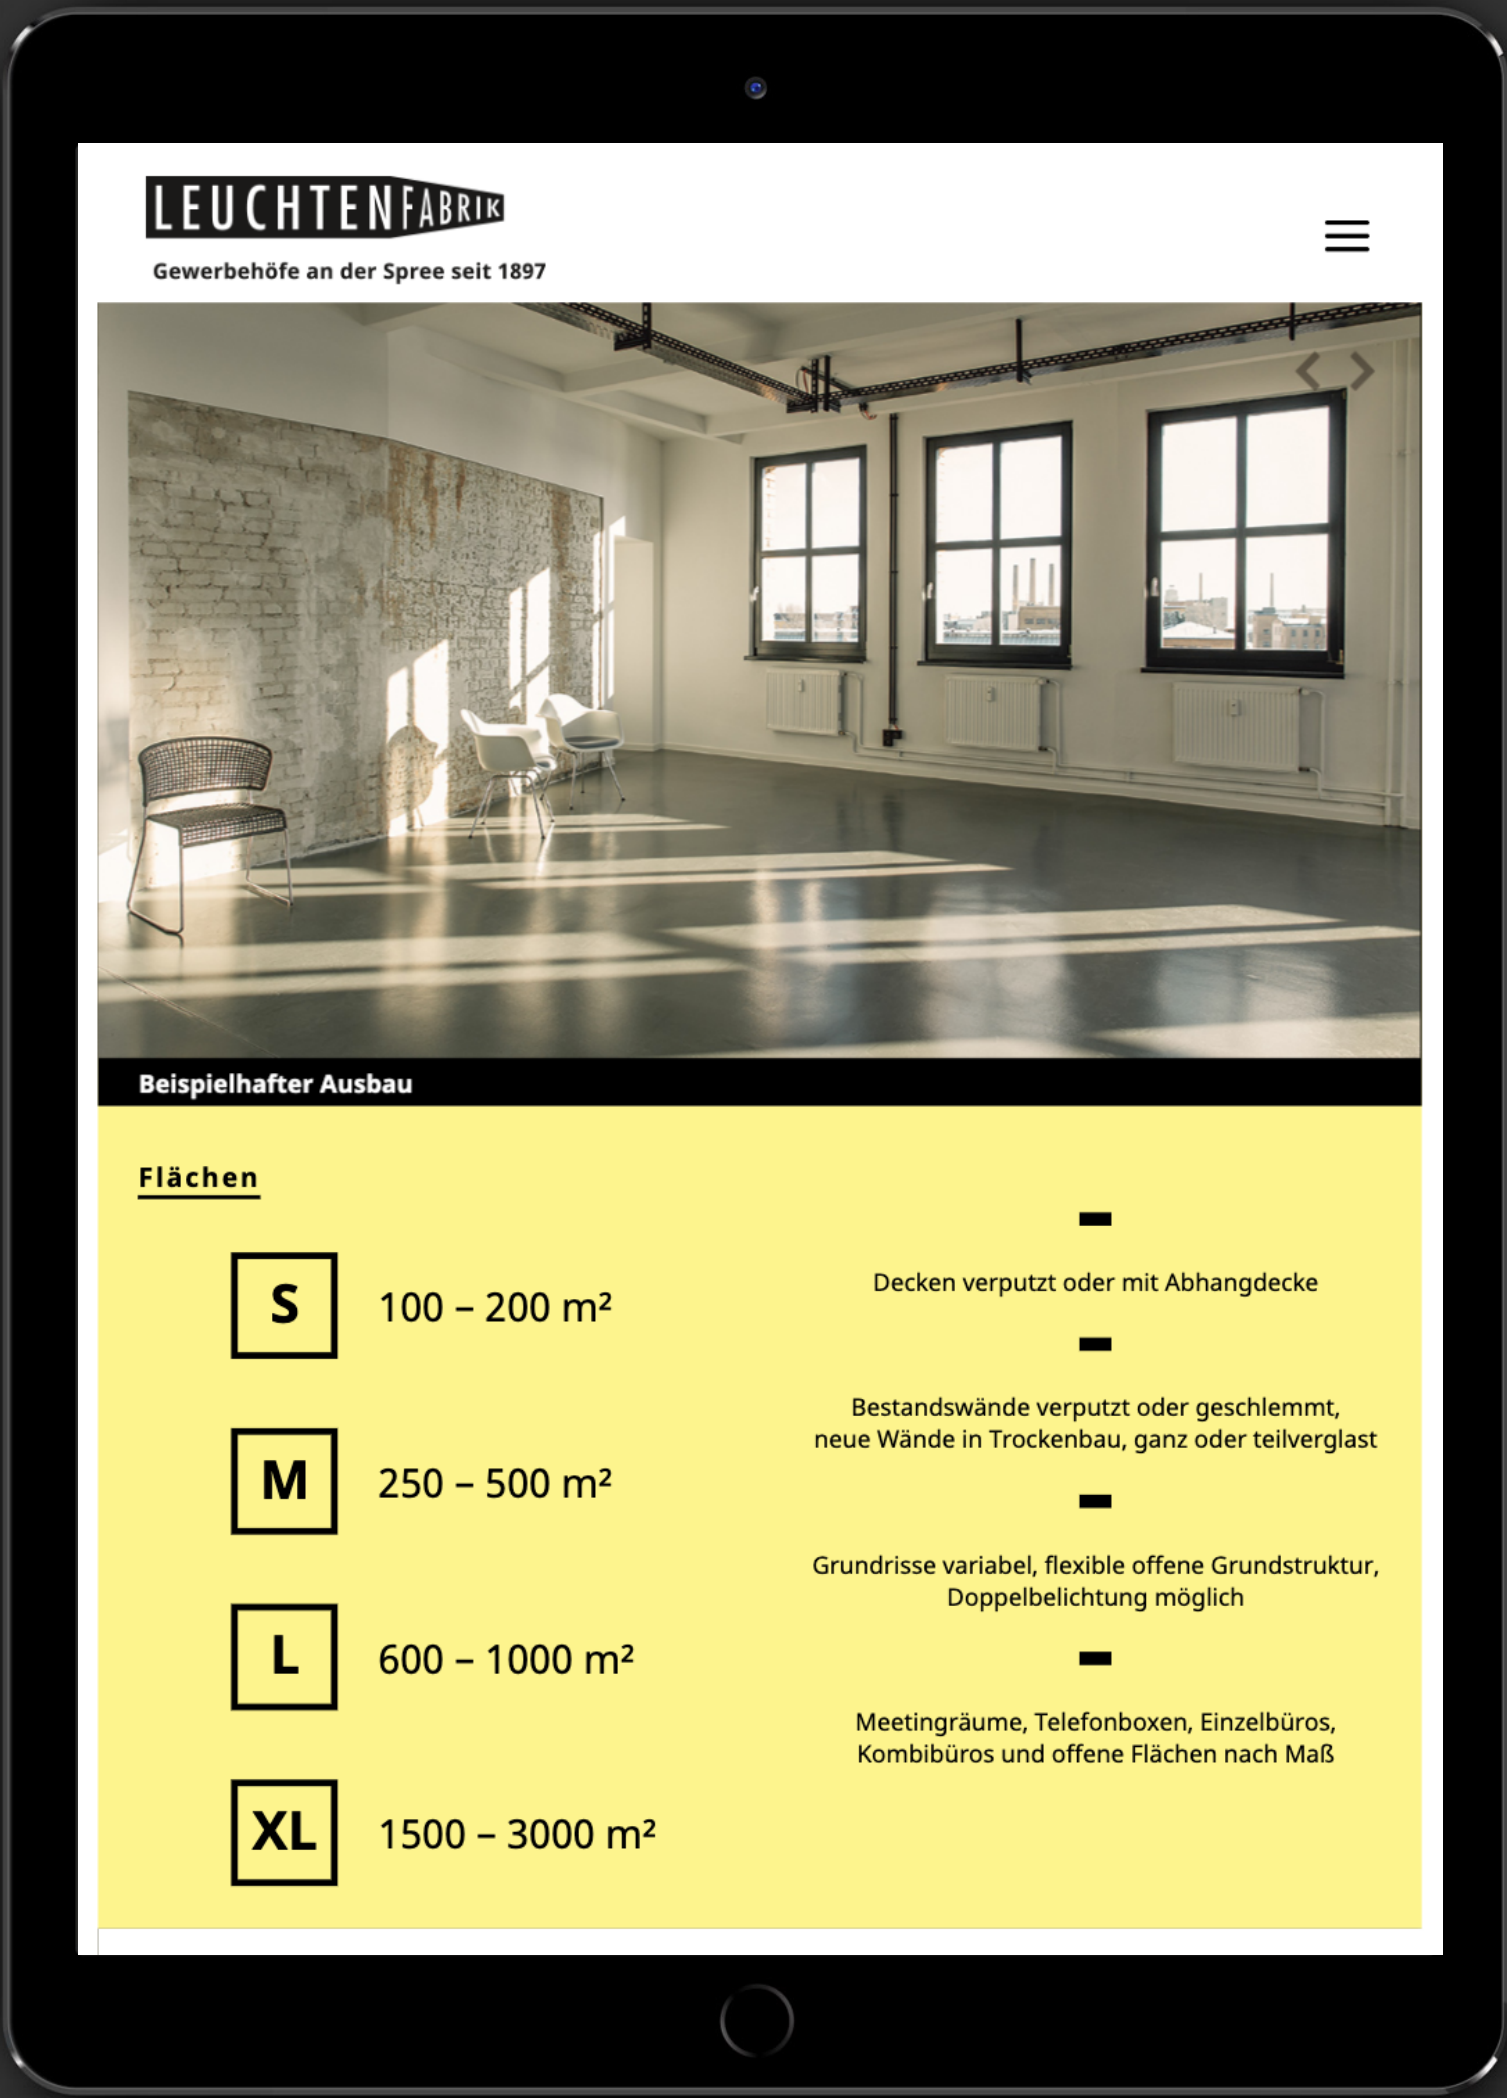 LEUCHTENFABRIK
Gewerbehöfe an der Spree seit 1897
Beispielhafter Ausbau
Flächen
S
100 – 200 m²
M
250 – 500 m²
L
600 – 1000 m²
XL
1500 – 3000 m²
Decken verputzt oder mit Abhangdecke
Bestandswände verputzt oder geschlemmt,
neue Wände in Trockenbau, ganz oder teilverglast
Grundrisse variabel, flexible offene Grundstruktur,
Doppelbelichtung möglich
Meetingräume, Telefonboxen, Einzelbüros,
Kombibüros und offene Flächen nach Maß